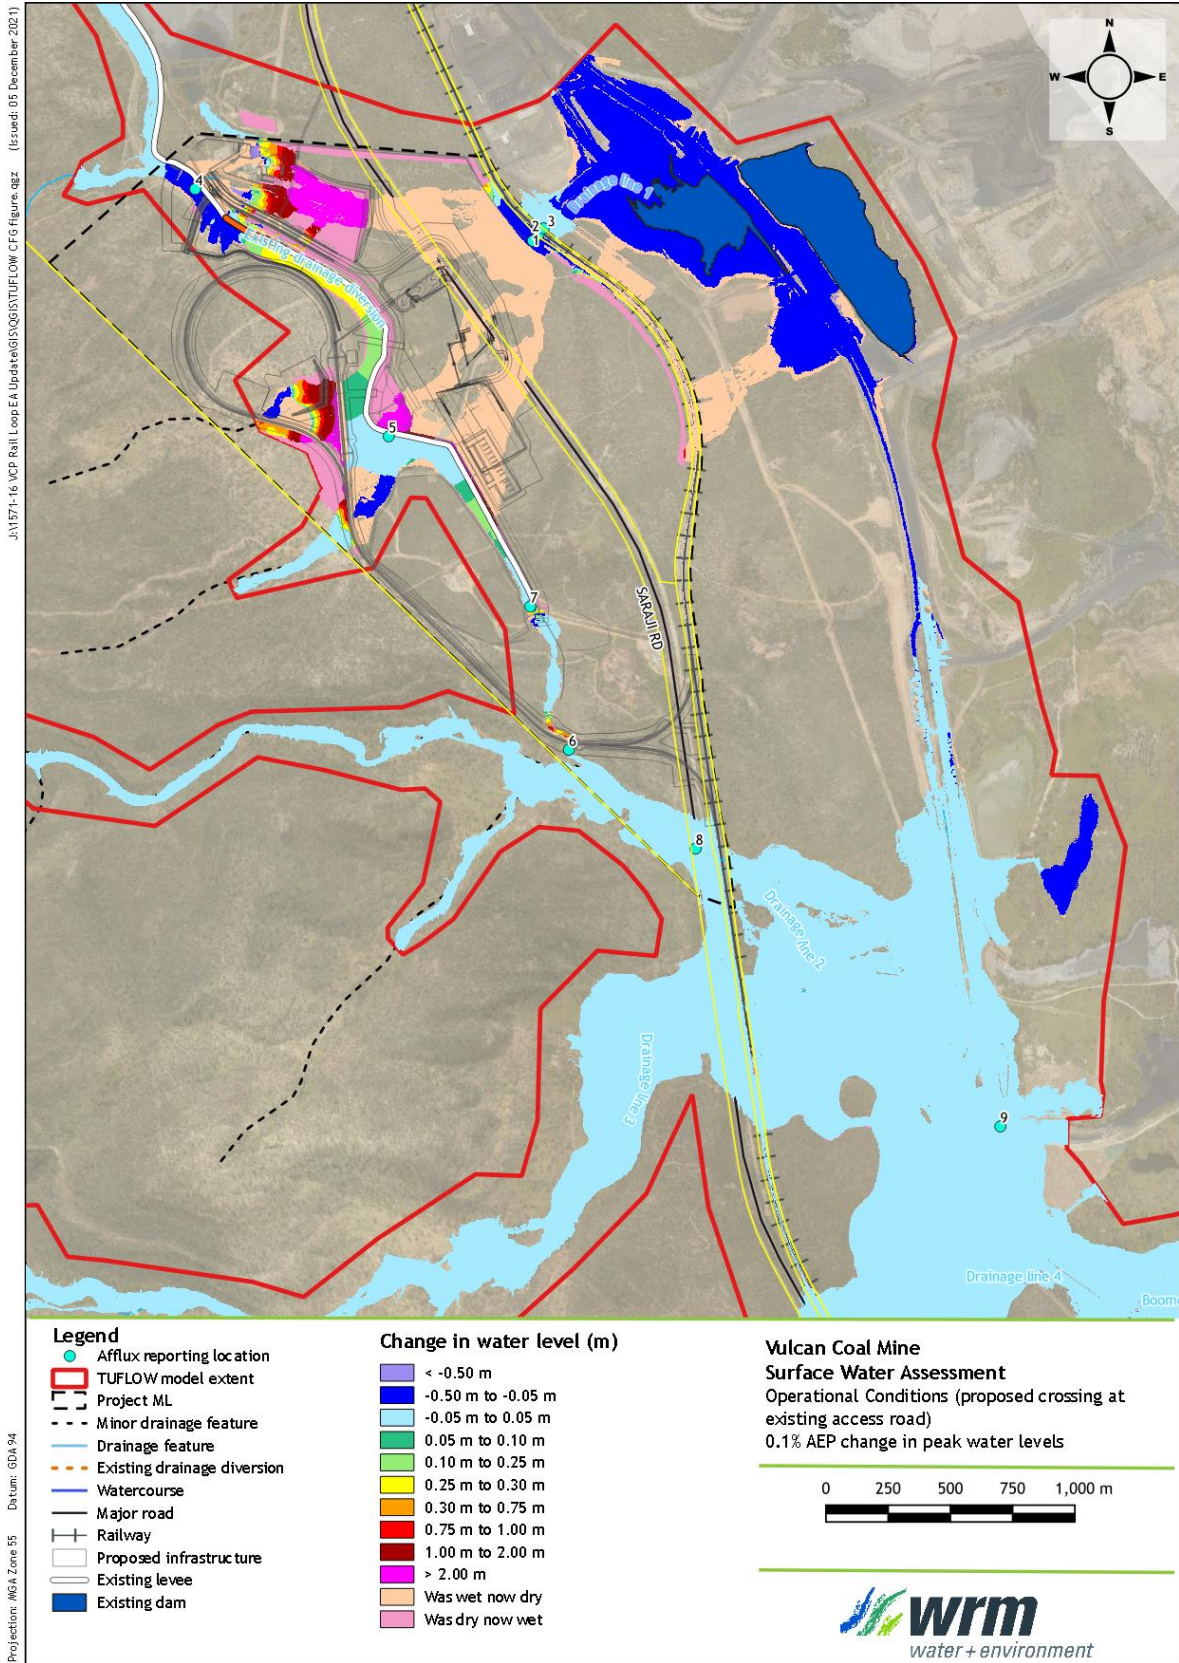 J:\1571-16 VCP Rail Loop EA Update\GIS\QGIS\TUFLOW CFG figure.qgz (Issued: 05 December 2021)
N
W E
S
4
Drainage line 1
3
2
1
Existing drainage diversion
5
7
SARAJI RD
6
8
Drainage line 2
Drainage line 3
9
Drainage line 4
Boome
Projection: MGA Zone 55 Datum: GDA 94
Legend
Afflux reporting location
TUFLOW model extent
Project ML
Minor drainage feature
Drainage feature
Existing drainage diversion
Watercourse
Major road
Railway
Proposed infrastructure
Existing levee
Existing dam
Change in water level (m)
< -0.50 m
-0.50 m to -0.05 m
-0.05 m to 0.05 m
0.05 m to 0.10 m
0.10 m to 0.25 m
0.25 m to 0.30 m
0.30 m to 0.75 m
0.75 m to 1.00 m
1.00 m to 2.00 m
> 2.00 m
Was wet now dry
Was dry now wet
Vulcan Coal Mine
Surface Water Assessment
Operational Conditions (proposed crossing at
existing access road)
0.1% AEP change in peak water levels
0 250 500 750 1,000 m
wrm
water + environment